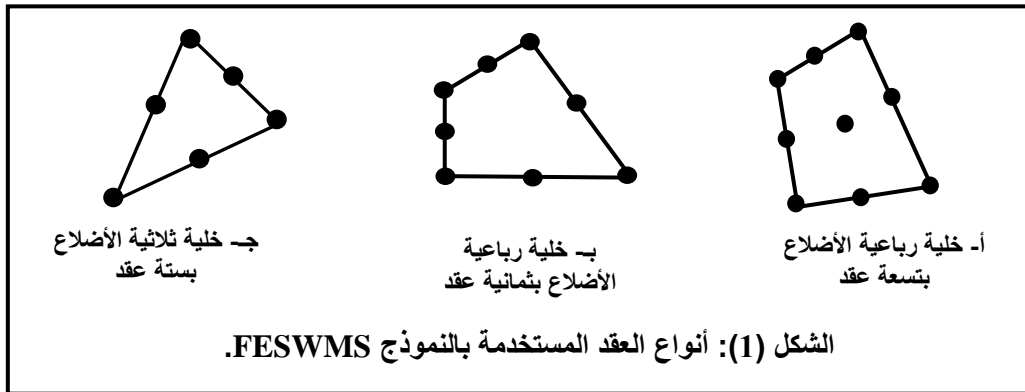 أ- خلية رباعية الأضلاع
بتسعة عقد
بـ- خلية رباعية
الأضلاع بثمانية عقد
جـ- خلية ثلاثية الأضلاع
بستة عقد
الشكل (1): أنواع العقد المستخدمة بالنموذج FESWMS.